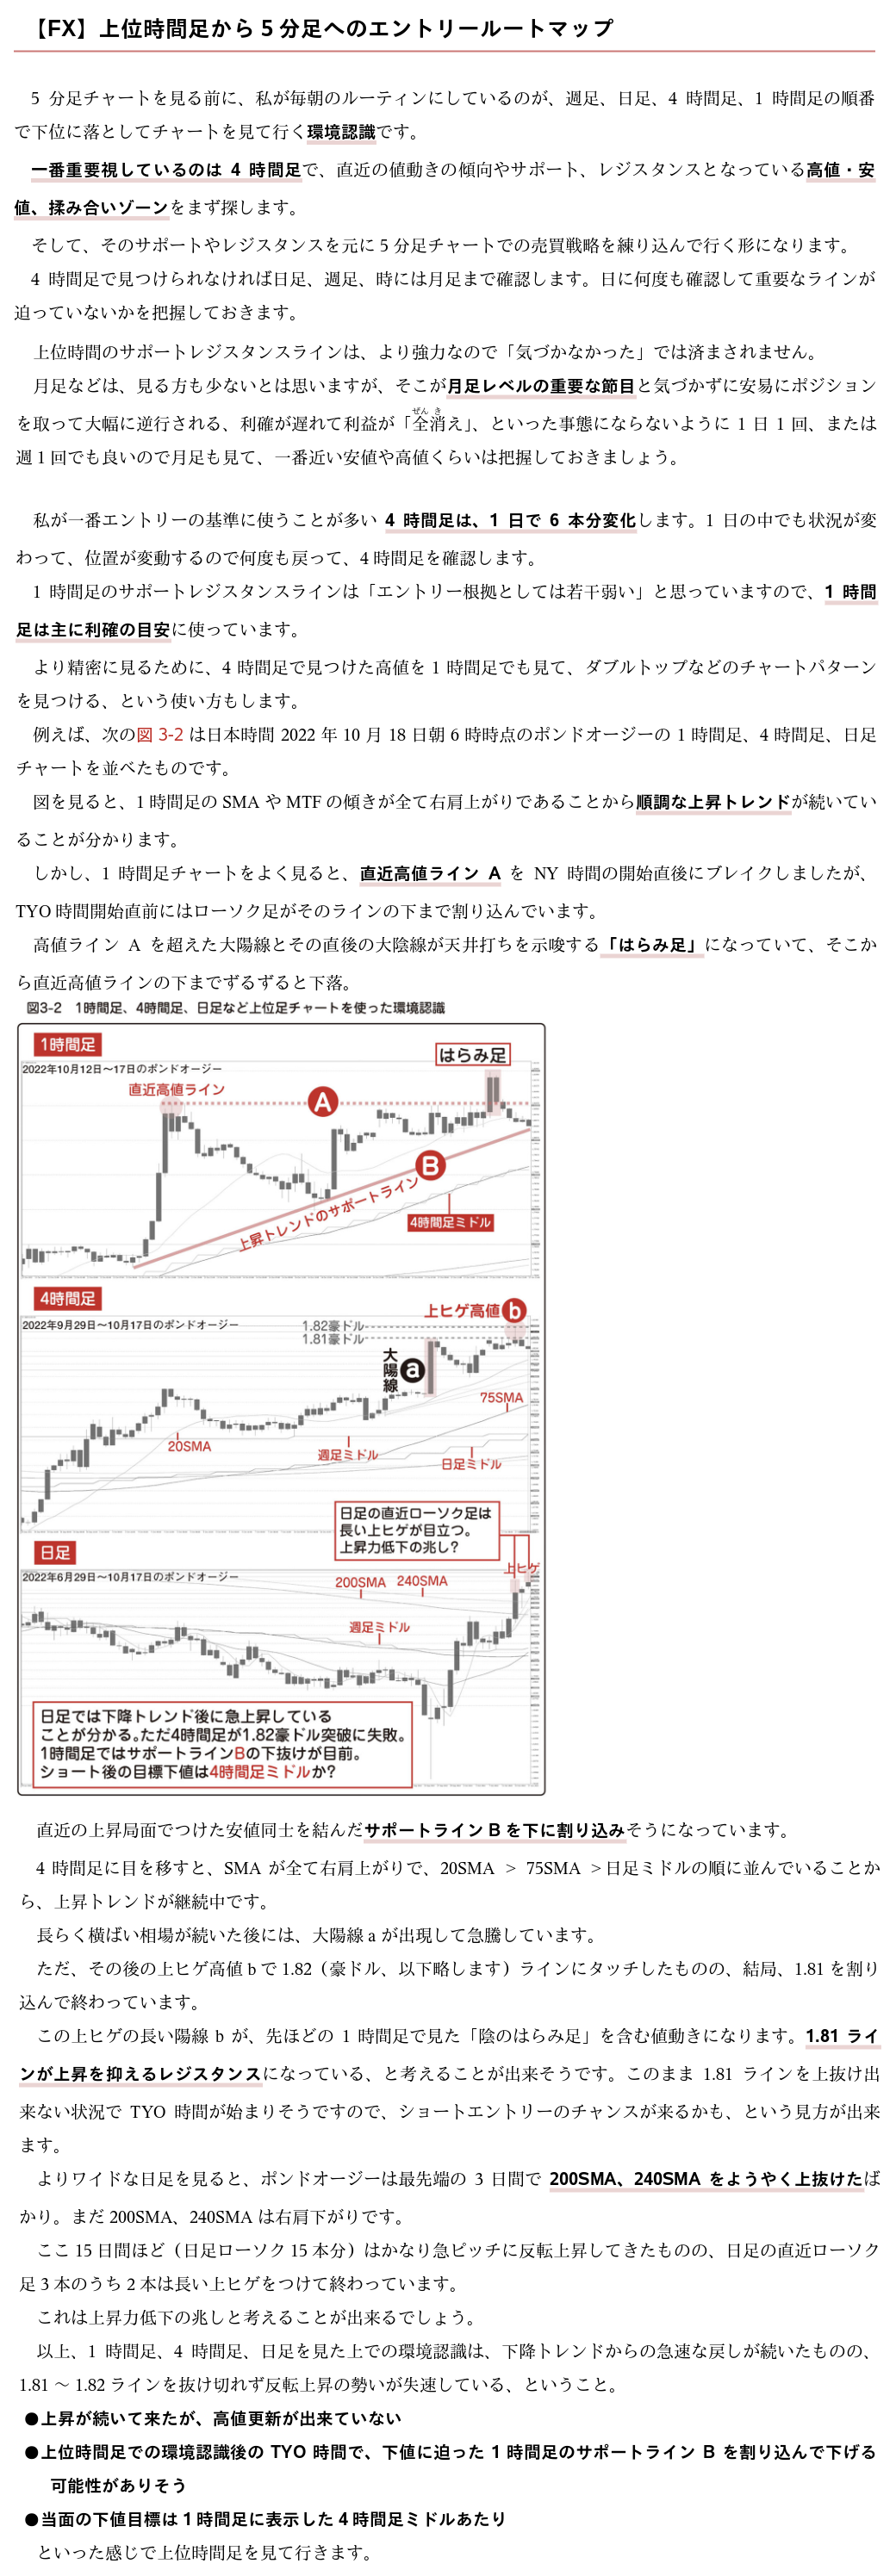 【FX】上位時間足から5分足へのエントリールートマップ
5 分足チャートを見る前に、私が毎朝のルーティンにしているのが、週足、日足、4 時間足、1 時間足の順番
で下位に落としてチャートを見て行く環境認識です。
一番重要視しているのは 4 時間足で、直近の値動きの傾向やサポート、レジスタンスとなっている高値・安
値、揉み合いゾーンをまず探します。
そして、そのサポートやレジスタンスを元に5分足チャートでの売買戦略を練り込んで行く形になります。
4 時間足で見つけられなければ日足、週足、時には月足まで確認します。日に何度も確認して重要なラインが
迫っていないかを把握しておきます。
上位時間のサポートレジスタンスラインは、より強力なので「気づかなかった」では済まされません。
月足などは、見る方も少ないとは思いますが、そこが月足レベルの重要な節目と気づかずに安易にポジション
ぜん き
を取って大幅に逆行される、利確が遅れて利益が「全消え」、といった事態にならないように 1 日 1 回、または
週1回でも良いので月足も見て、一番近い安値や高値くらいは把握しておきましょう。
私が一番エントリーの基準に使うことが多い 4 時間足は、1 日で 6 本分変化します。1 日の中でも状況が変
わって、位置が変動するので何度も戻って、4時間足を確認します。
1 時間足のサポートレジスタンスラインは「エントリー根拠としては若干弱い」と思っていますので、1 時間
足は主に利確の目安に使っています。
より精密に見るために、4 時間足で見つけた高値を 1 時間足でも見て、ダブルトップなどのチャートパターン
を見つける、という使い方もします。
例えば、次の図 3-2 は日本時間 2022 年 10 月 18 日朝 6 時時点のポンドオージーの 1 時間足、4 時間足、日足
チャートを並べたものです。
図を見ると、1 時間足の SMA や MTF の傾きが全て右肩上がりであることから順調な上昇トレンドが続いてい
ることが分かります。
しかし、1 時間足チャートをよく見ると、直近高値ライン A を NY 時間の開始直後にブレイクしましたが、
TYO時間開始直前にはローソク足がそのラインの下まで割り込んでいます。
高値ライン A を超えた大陽線とその直後の大陰線が天井打ちを示唆する「はらみ足」になっていて、そこか
ら直近高値ラインの下までずるずると下落。
図3-2 1時間足、4時間足、日足など上位足チャートを使った環境認識
1時間足
はらみ足
2022年10月12日〜17日のポンドオージー
直近高値ライン
A
B
上昇トレンドのサポートライン
4時間足ミドル
4時間足
上ヒゲ高値 b
2022年9月29日〜10月17日のポンドオージー
1.82豪ドル
1.81豪ドル
大陽線 a
75SMA
20SMA
週足ミドル
日足ミドル
日足の直近ローソク足は
長い上ヒゲが目立つ。
上昇力低下の兆し?
日足
上ヒゲ
2022年6月29日〜10月17日のポンドオージー
200SMA 240SMA
週足ミドル
日足では下降トレンド後に急上昇している
ことが分かる。ただ4時間足が1.82豪ドル突破に失敗。
1時間足ではサポートラインBの下抜けが目前。
ショート後の目標下値は4時間足ミドルか?
直近の上昇局面でつけた安値同士を結んだサポートラインBを下に割り込みそうになっています。
4 時間足に目を移すと、SMA が全て右肩上がりで、20SMA > 75SMA >日足ミドルの順に並んでいることか
ら、上昇トレンドが継続中です。
長らく横ばい相場が続いた後には、大陽線aが出現して急騰しています。
ただ、その後の上ヒゲ高値 b で 1.82（豪ドル、以下略します）ラインにタッチしたものの、結局、1.81 を割り
込んで終わっています。
この上ヒゲの長い陽線 b が、先ほどの 1 時間足で見た「陰のはらみ足」を含む値動きになります。1.81 ライ
ンが上昇を抑えるレジスタンスになっている、と考えることが出来そうです。このまま 1.81 ラインを上抜け出
来ない状況で TYO 時間が始まりそうですので、ショートエントリーのチャンスが来るかも、という見方が出来
ます。
よりワイドな日足を見ると、ポンドオージーは最先端の 3 日間で 200SMA、240SMA をようやく上抜けたば
かり。まだ200SMA、240SMAは右肩下がりです。
ここ15日間ほど（日足ローソク15本分）はかなり急ピッチに反転上昇してきたものの、日足の直近ローソク
足3本のうち2本は長い上ヒゲをつけて終わっています。
これは上昇力低下の兆しと考えることが出来るでしょう。
以上、1 時間足、4 時間足、日足を見た上での環境認識は、下降トレンドからの急速な戻しが続いたものの、
1.81 〜 1.82 ラインを抜け切れず反転上昇の勢いが失速している、ということ。
●上昇が続いて来たが、高値更新が出来ていない
●上位時間足での環境認識後の TYO 時間で、下値に迫った 1 時間足のサポートライン B を割り込んで下げる
可能性がありそう
●当面の下値目標は1時間足に表示した4時間足ミドルあたり
といった感じで上位時間足を見て行きます。